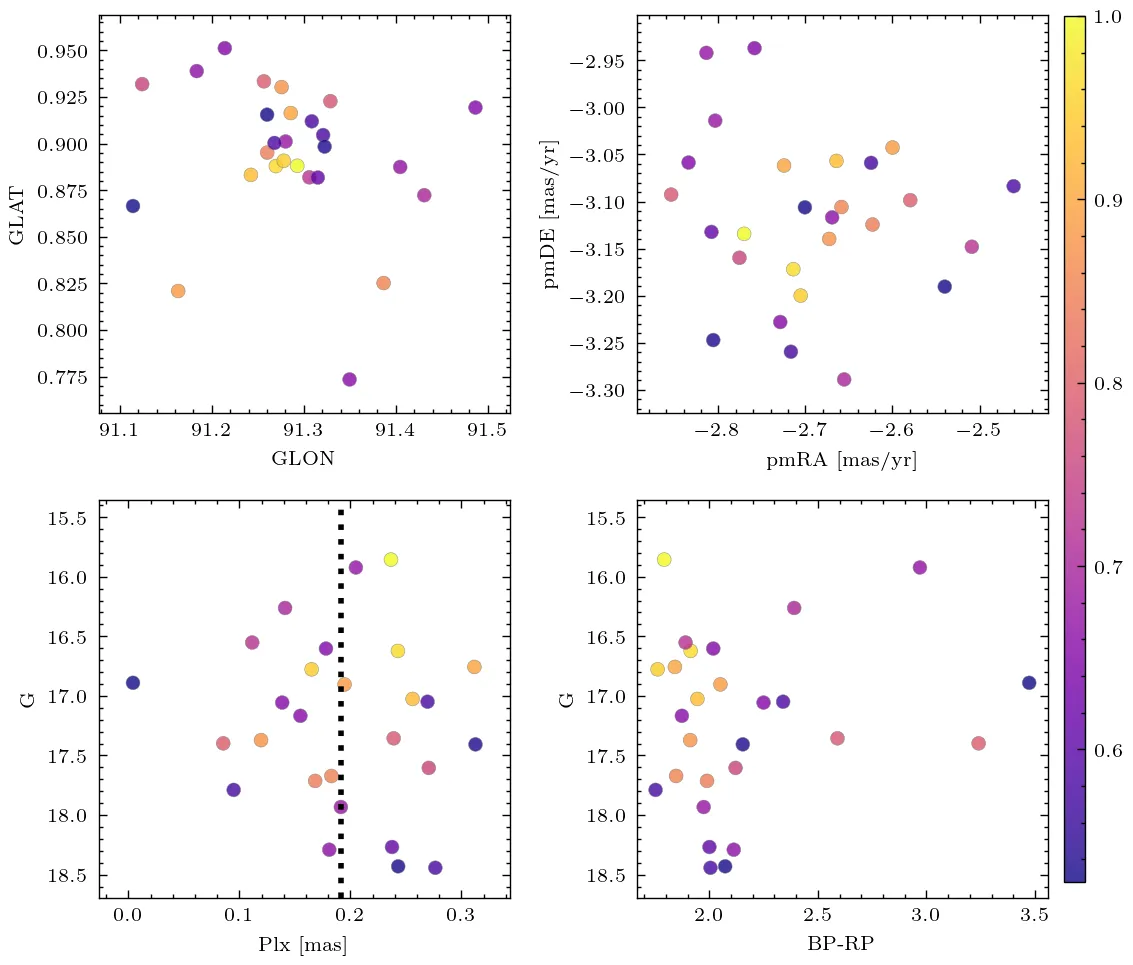 0.950
0.925
0.900
0.875
0.850
0.825
0.800
0.775
GLAT
91.1 91.2 91.3 91.4 91.5
GLON
−2.95
−3.00
−3.05
−3.10
−3.15
−3.20
−3.25
−3.30
pmDE [mas/yr]
−2.8 −2.7 −2.6 −2.5
pmRA [mas/yr]
15.5
16.0
16.5
17.0
17.5
18.0
18.5
G
0.0 0.1 0.2 0.3
Plx [mas]
15.5
16.0
16.5
17.0
17.5
18.0
18.5
G
2.0 2.5 3.0 3.5
BP-RP
1.0
0.9
0.8
0.7
0.6